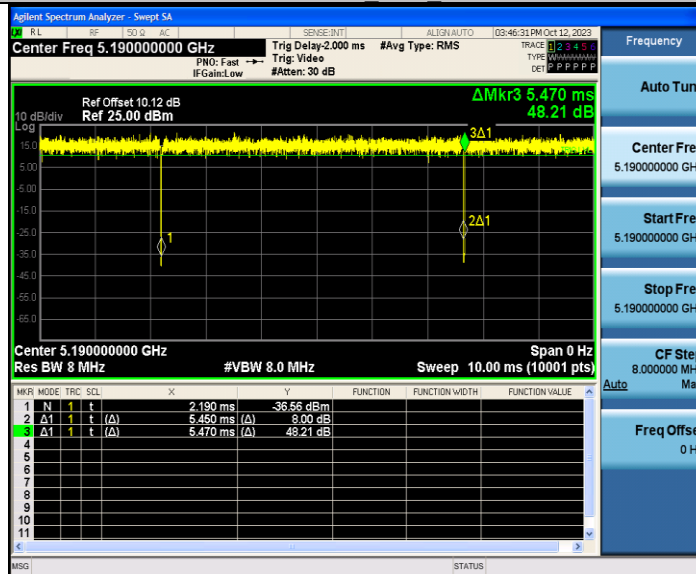 Agilent Spectrum Analyzer - Swept SA
RL RF 50 Ω AC SENSE:INT ALIGN AUTO 03:46:31 PM Oct 12, 2023
Center Freq 5.190000000 GHz
PNO: Fast
IFGain:Low
Trig Delay-2.000 ms
Trig: Video
#Atten: 30 dB
#Avg Type: RMS
TRACE 1 2 3 4 5 6
TYPE
DET P P P P P P
ΔMkr3 5.470 ms
48.21 dB
10 dB/div
Log
Ref Offset 10.12 dB
Ref 25.00 dBm
15.0
5.00
-5.00
-15.0
-25.0
-35.0
-45.0
-55.0
-65.0
3Δ1
2Δ1
1
Center 5.190000000 GHz Span 0 Hz
Res BW 8 MHz #VBW 8.0 MHz Sweep 10.00 ms (10001 pts)
MKR MODE TRC SCL X Y FUNCTION FUNCTION WIDTH FUNCTION VALUE
1 N 1 t 2.190 ms -36.56 dBm
2 Δ1 1 t (Δ) 5.450 ms (Δ) 8.00 dB
3 Δ1 1 t (Δ) 5.470 ms (Δ) 48.21 dB
4
5
6
7
8
9
10
11
MSG STATUS
Frequency
Auto Tun
Center Fre
5.190000000 GH
Start Fre
5.190000000 GH
Stop Fre
5.190000000 GH
CF Ste
8.000000 MH
Auto Ma
Freq Offse
0 H